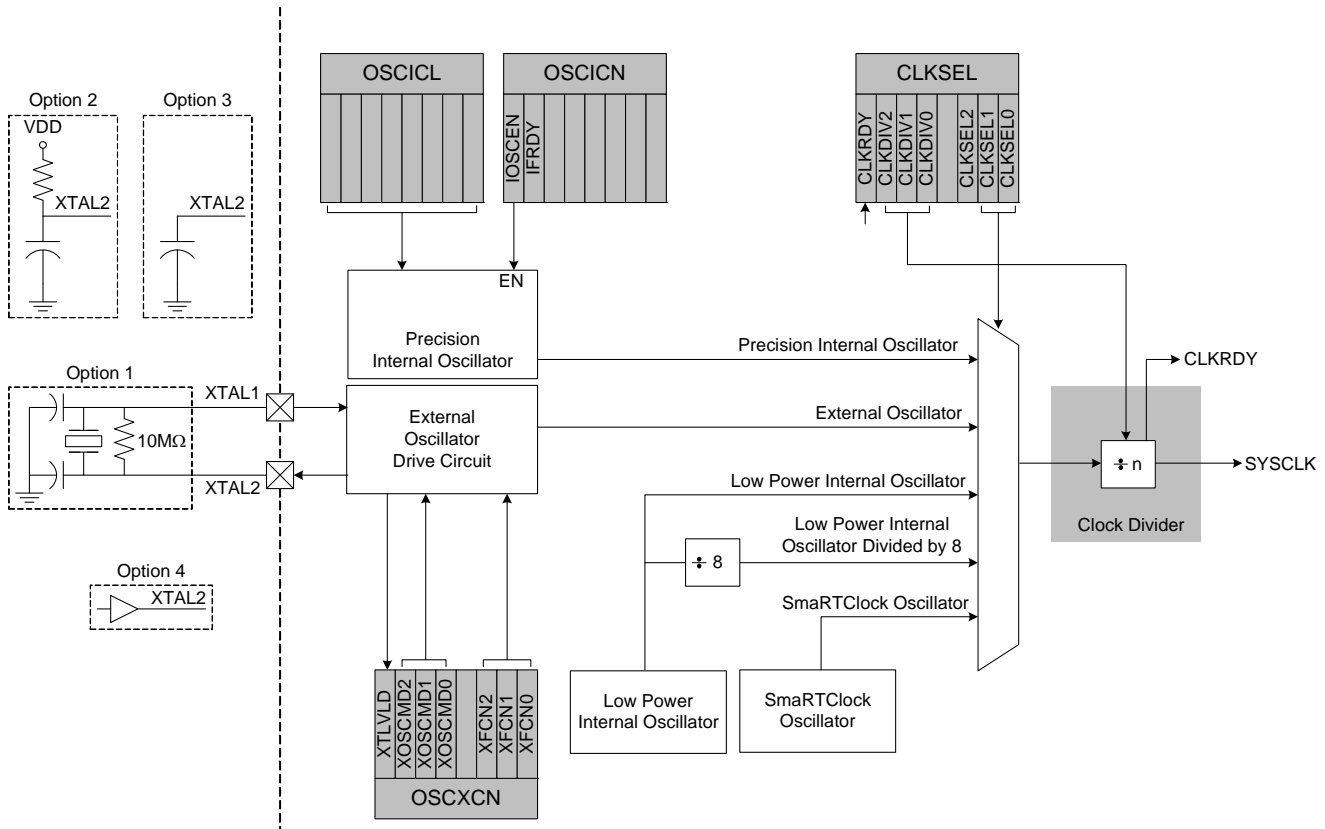 OSCICL
OSCICN
IOSCEN
IFRDY
CLKSEL
CLKRDY
CLKDIV2
CLKDIV1
CLKDIV0
CLKSEL2
CLKSEL1
CLKSEL0
Option 2
VDD
XTAL2
Option 3
XTAL2
EN
Precision
Internal Oscillator
Precision Internal Oscillator
CLKRDY
Option 1
XTAL1
10MΩ
XTAL2
External
Oscillator
Drive Circuit
External Oscillator
÷ n
SYSCLK
Clock Divider
Low Power Internal Oscillator
÷ 8
Low Power Internal
Oscillator Divided by 8
SmaRTClock Oscillator
Option 4
XTAL2
XTLVLD
XOSCMD2
XOSCMD1
XOSCMD0
XFCN2
XFCN1
XFCN0
OSCXCN
Low Power
Internal Oscillator
SmaRTClock
Oscillator